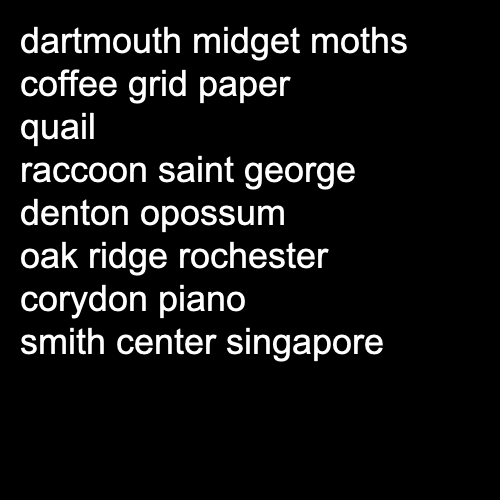 dartmouth midget moths
coffee grid paper
quail
raccoon saint george
denton opossum
oak ridge rochester
corydon piano
smith center singapore